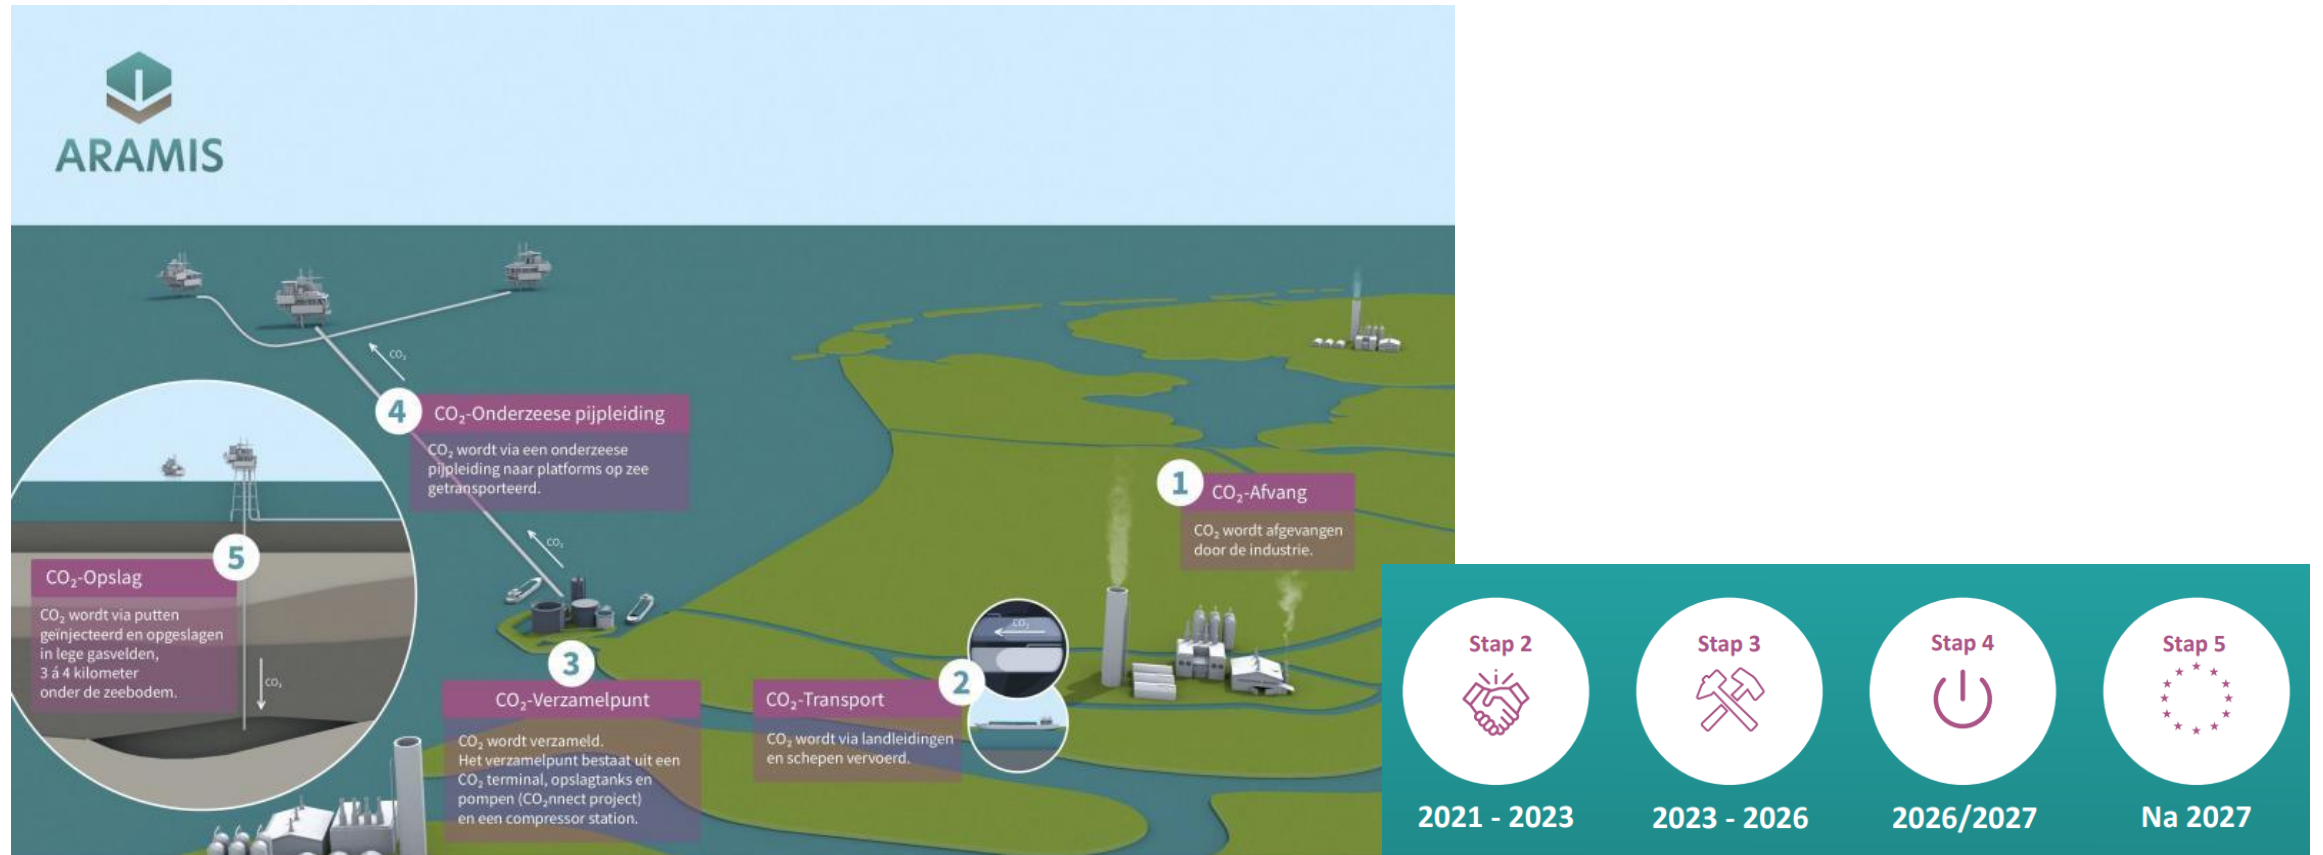 ARAMIS
CO₂
4
CO₂-Onderzeese pijpleiding
CO₂ wordt via een onderzeese
pijpleiding naar platforms op zee
getransporteerd.
1
CO₂-Afvang
CO₂ wordt afgevangen
door de industrie.
CO₂
5
CO₂-Opslag
CO₂ wordt via putten
geïnjecteerd en opgeslagen
in lege gasvelden,
3 á 4 kilometer
onder de zeebodem.
CO₂
3
CO₂-Verzamelpunt
CO₂ wordt verzameld.
Het verzamelpunt bestaat uit een
CO₂ terminal, opslagtanks en
pompen (CO₂nnect project)
en een compressor station.
CO₂
2
CO₂-Transport
CO₂ wordt via landleidingen
en schepen vervoerd.
Stap 2
2021 - 2023
Stap 3
2023 - 2026
Stap 4
2026/2027
Stap 5
Na 2027